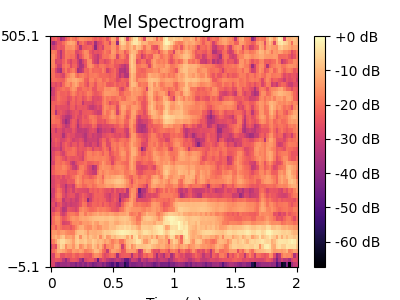 Mel Spectrogram
505.1
−5.1
0
0.5
1
1.5
2
+0 dB
-10 dB
-20 dB
-30 dB
-40 dB
-50 dB
-60 dB